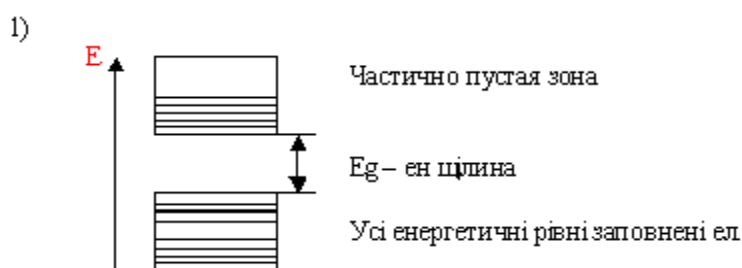 1)
E
Частично пустая зона
Eg – ен щілина
Усі енергетичні рівні заповнені ел.